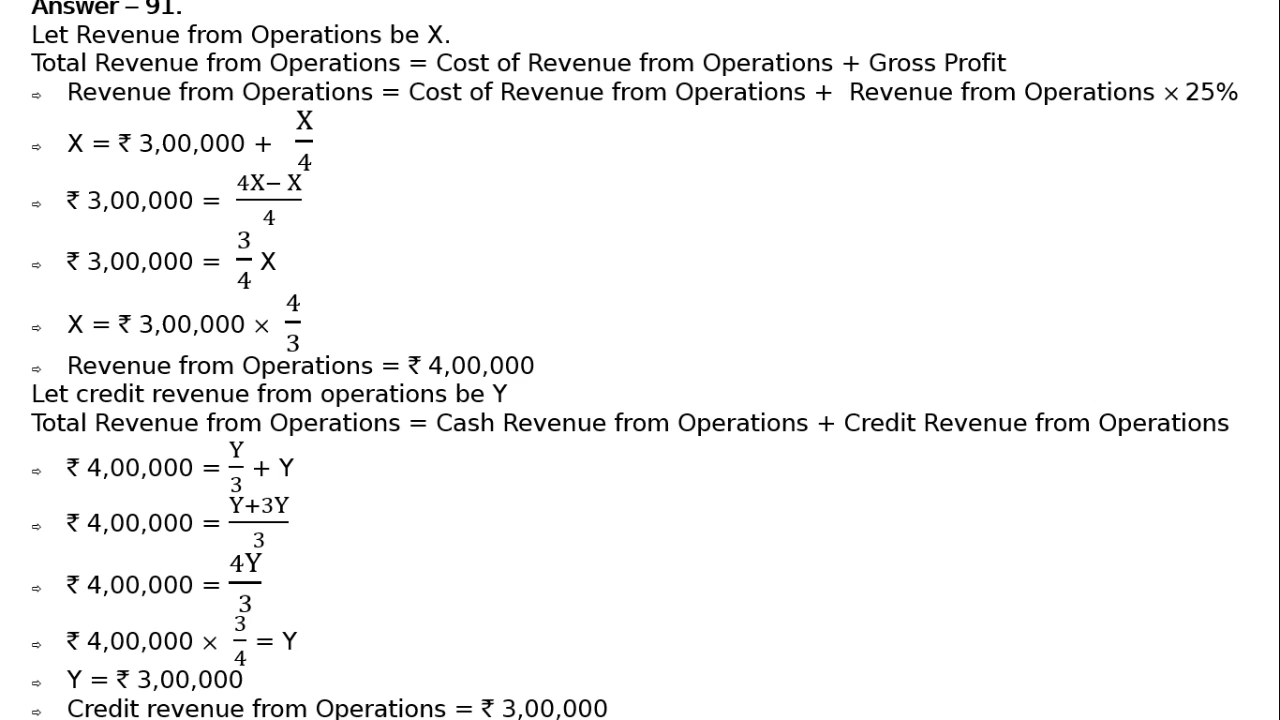 Answer – 91.
Let Revenue from Operations be X.
Total Revenue from Operations = Cost of Revenue from Operations + Gross Profit
⇨ Revenue from Operations = Cost of Revenue from Operations + Revenue from Operations × 25%
⇨ X = ₹ 3,00,000 + X/4
⇨ ₹ 3,00,000 = (4X– X)/4
⇨ ₹ 3,00,000 = 3/4 X
⇨ X = ₹ 3,00,000 × 4/3
⇨ Revenue from Operations = ₹ 4,00,000
Let credit revenue from operations be Y
Total Revenue from Operations = Cash Revenue from Operations + Credit Revenue from Operations
⇨ ₹ 4,00,000 = Y/3 + Y
⇨ ₹ 4,00,000 = (Y+3Y)/3
⇨ ₹ 4,00,000 = 4Y/3
⇨ ₹ 4,00,000 × 3/4 = Y
⇨ Y = ₹ 3,00,000
⇨ Credit revenue from Operations = ₹ 3,00,000